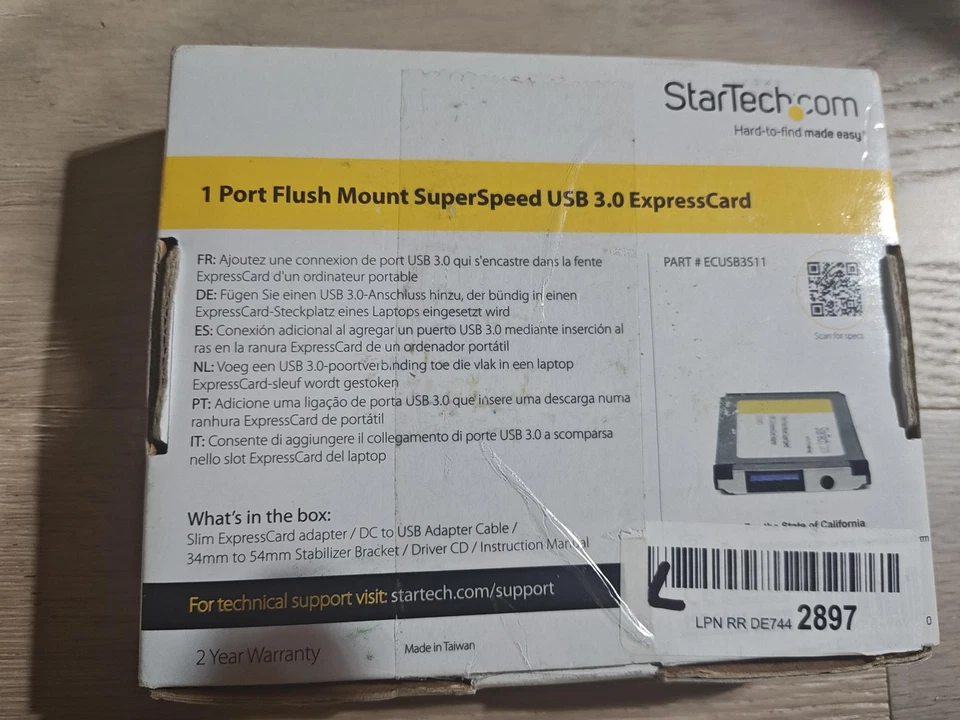 StarTech.com
Hard-to-find made easy
1 Port Flush Mount SuperSpeed USB 3.0 ExpressCard
FR: Ajoutez une connexion de port USB 3.0 qui s'encastre dans la fente
ExpressCard d'un ordinateur portable
DE: Fügen Sie einen USB 3.0-Anschluss hinzu, der bündig in einen
ExpressCard-Steckplatz eines Laptops eingesetzt wird
ES: Conexión adicional al agregar un puerto USB 3.0 mediante inserción al
ras en la ranura ExpressCard de un ordenador portátil
NL: Voeg een USB 3.0-poortverbinding toe die vlak in een laptop
ExpressCard-sleuf wordt gestoken
PT: Adicione uma ligação de porta USB 3.0 que insere uma descarga numa
ranhura ExpressCard de portátil
IT: Consente di aggiungere il collegamento di porte USB 3.0 a scomparsa
nello slot ExpressCard del laptop
What's in the box:
Slim ExpressCard adapter / DC to USB Adapter Cable /
34mm to 54mm Stabilizer Bracket / Driver CD / Instruction Manual
For technical support visit: startech.com/support
2 Year Warranty
Made in Taiwan
PART # ECUSB3S11
Scan for specs
the State of California
LPN RR DE744 2897